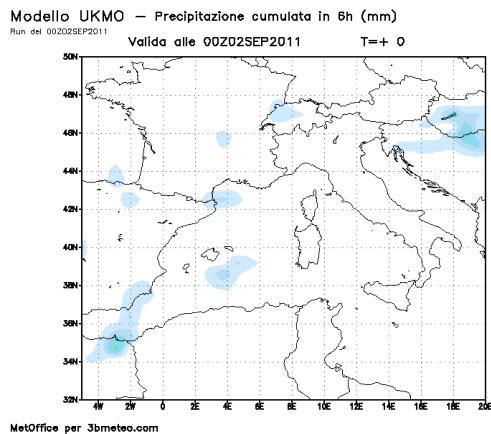 Modello UKMO — Precipitazione cumulata in 6h (mm)
Run del 00Z02SEP2011
Valida alle 00Z02SEP2011 T=+ 0
50N
48N
46N
44N
42N
40N
38N
36N
34N
32N
4W 2W 0 2E 4E 6E 8E 10E 12E 14E 16E 18E 20E
MetOffice per 3bmeteo.com